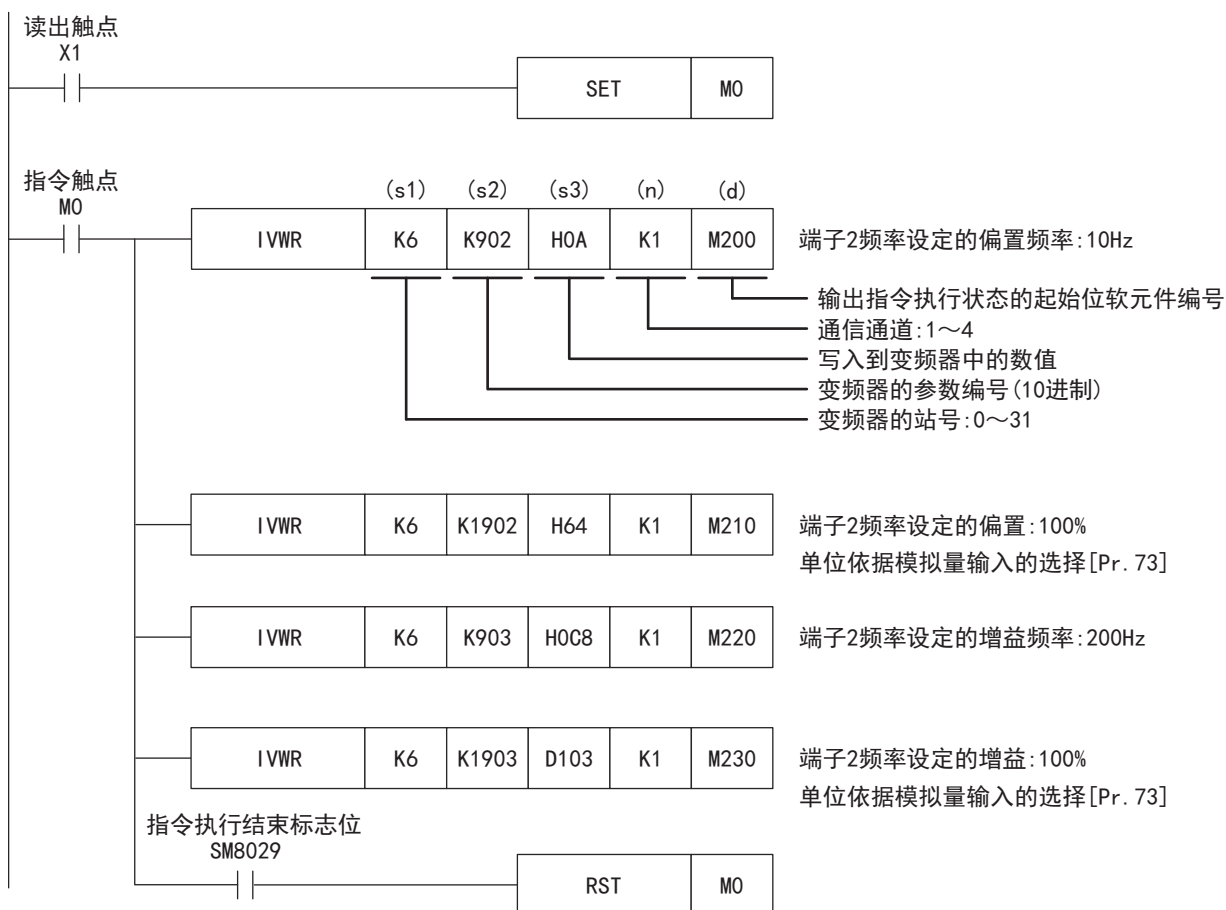 读出触点
X1
SET M0
指令触点
M0
(s1) (s2) (s3) (n) (d)
IVWR K6 K902 H0A K1 M200 端子2频率设定的偏置频率:10Hz
输出指令执行状态的起始位软元件编号
通信通道:1～4
写入到变频器中的数值
变频器的参数编号(10进制)
变频器的站号:0～31
IVWR K6 K1902 H64 K1 M210 端子2频率设定的偏置:100%
单位依据模拟量输入的选择[Pr.73]
IVWR K6 K903 H0C8 K1 M220 端子2频率设定的增益频率:200Hz
IVWR K6 K1903 D103 K1 M230 端子2频率设定的增益:100%
单位依据模拟量输入的选择[Pr.73]
指令执行结束标志位
SM8029
RST M0